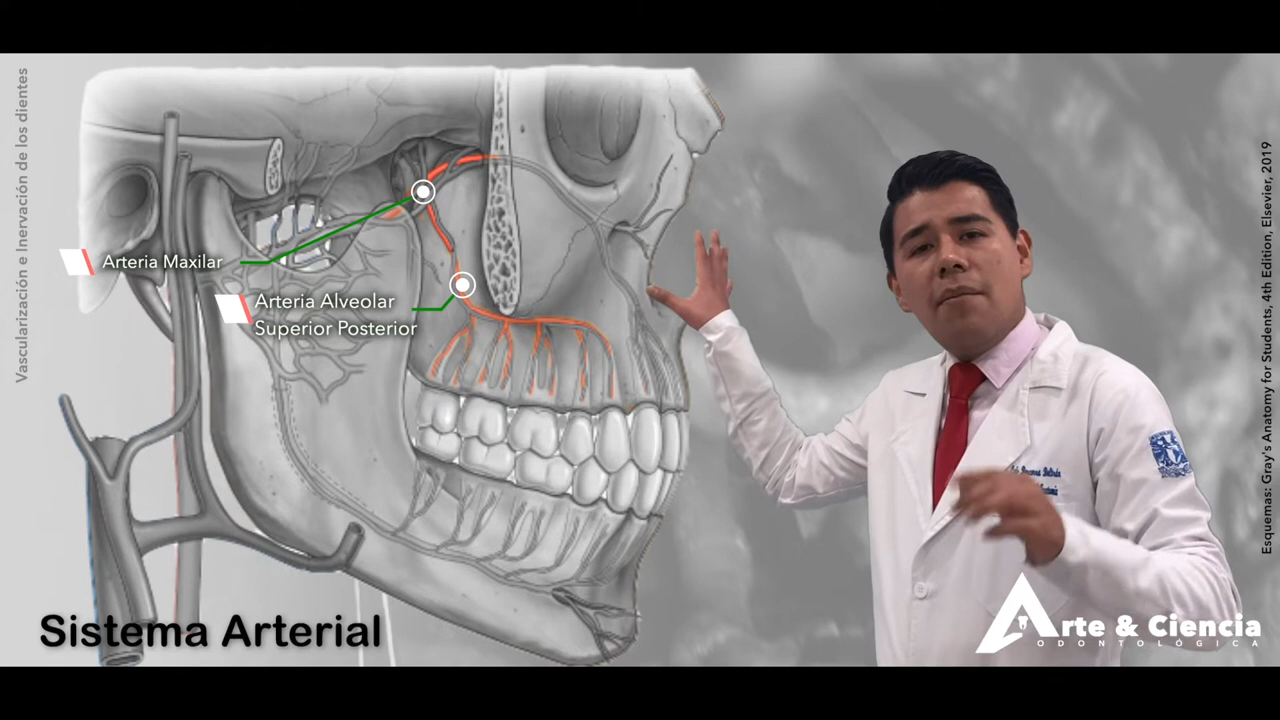 Vascularización e Inervación de los dientes
Arteria Maxilar
Arteria Alveolar
Superior Posterior
Sistema Arterial
Esquemas: Gray's Anatomy for Students, 4th Edition, Elsevier, 2019
Arte & Ciencia
ODONTOLÓGICA